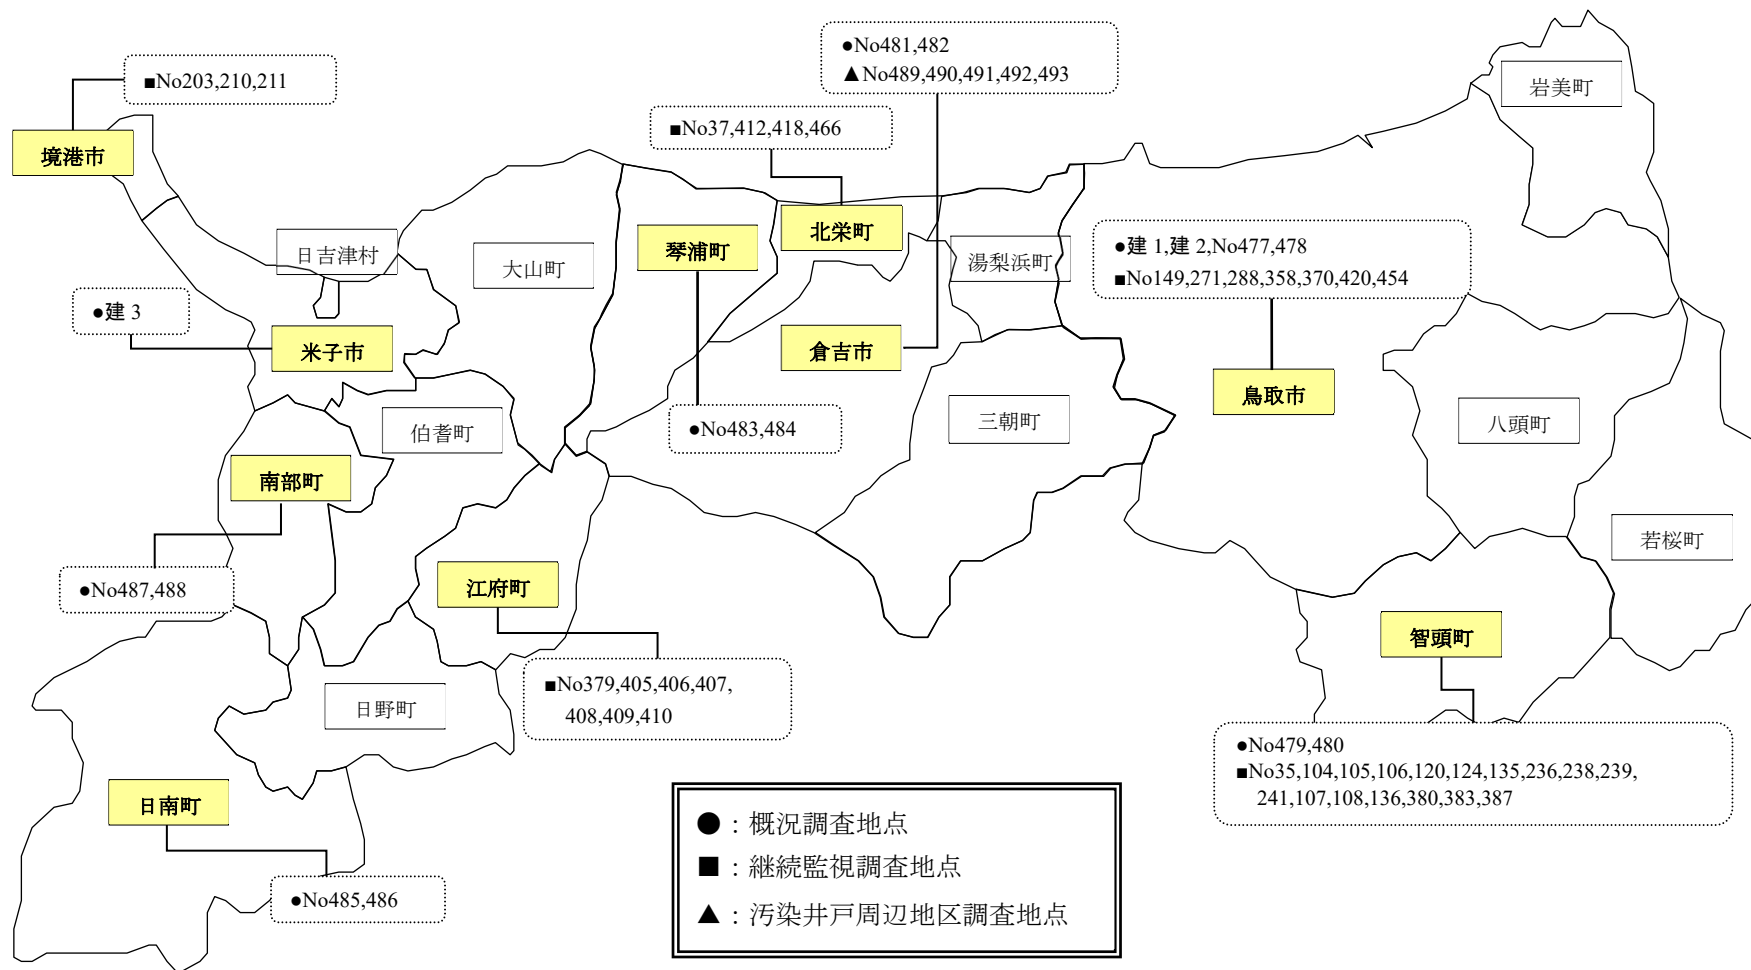 ●No481,482
▲No489,490,491,492,493
■No203,210,211
岩美町
■No37,412,418,466
境港市
日吉津村
大山町
琴浦町
北栄町
湯梨浜町
●建 1,建 2,No477,478
■No149,271,288,358,370,420,454
●建 3
米子市
倉吉市
鳥取市
伯耆町
●No483,484
三朝町
八頭町
南部町
若桜町
●No487,488
江府町
智頭町
■No379,405,406,407,
408,409,410
日野町
●No479,480
■No35,104,105,106,120,124,135,236,238,239,
241,107,108,136,380,383,387
日南町
●No485,486
●：概況調査地点
■：継続監視調査地点
▲：汚染井戸周辺地区調査地点